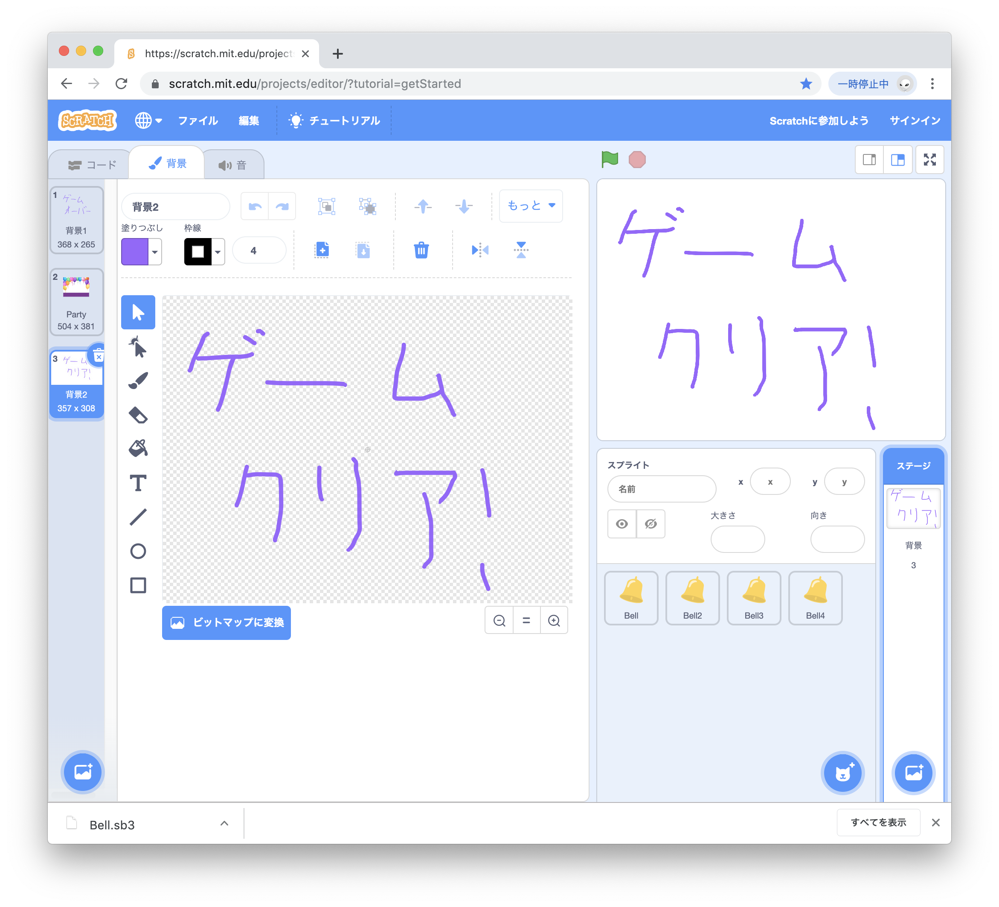 https://scratch.mit.edu/project
scratch.mit.edu/projects/editor/?tutorial=getStarted
一時停止中
SCRATCH
ファイル
編集
チュートリアル
Scratchに参加しよう
サインイン
コード
背景
音
1
ゲーム
オーバー
背景1
368 x 265
2
Party
504 x 381
3
ゲーム
クリア!
背景2
357 x 308
背景2
もっと
塗りつぶし
枠線
4
T
ゲーム
クリア!
ビットマップに変換
ゲーム
クリア!
スプライト
名前
x
x
y
y
大きさ
向き
Bell
Bell2
Bell3
Bell4
ステージ
ゲーム
クリア!
背景
3
Bell.sb3
すべてを表示